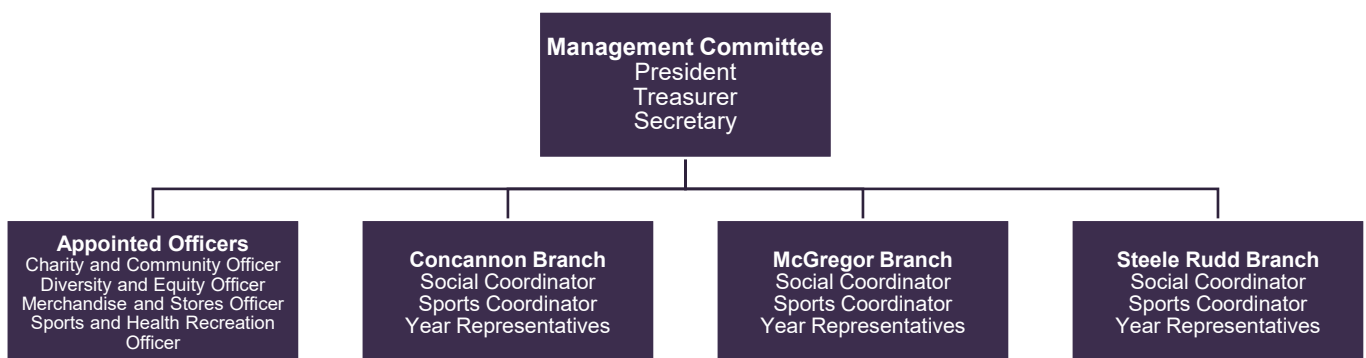 Management Committee
President
Treasurer
Secretary
Appointed Officers
Charity and Community Officer
Diversity and Equity Officer
Merchandise and Stores Officer
Sports and Health Recreation
Officer
Concannon Branch
Social Coordinator
Sports Coordinator
Year Representatives
McGregor Branch
Social Coordinator
Sports Coordinator
Year Representatives
Steele Rudd Branch
Social Coordinator
Sports Coordinator
Year Representatives